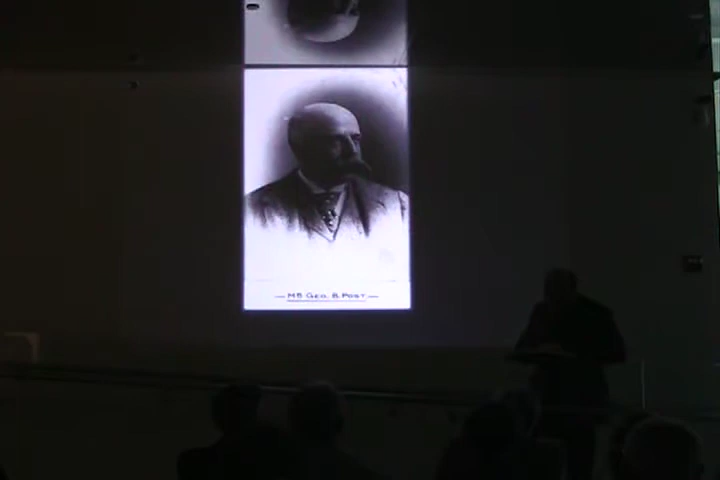 — MR. GEO. B. POST. —